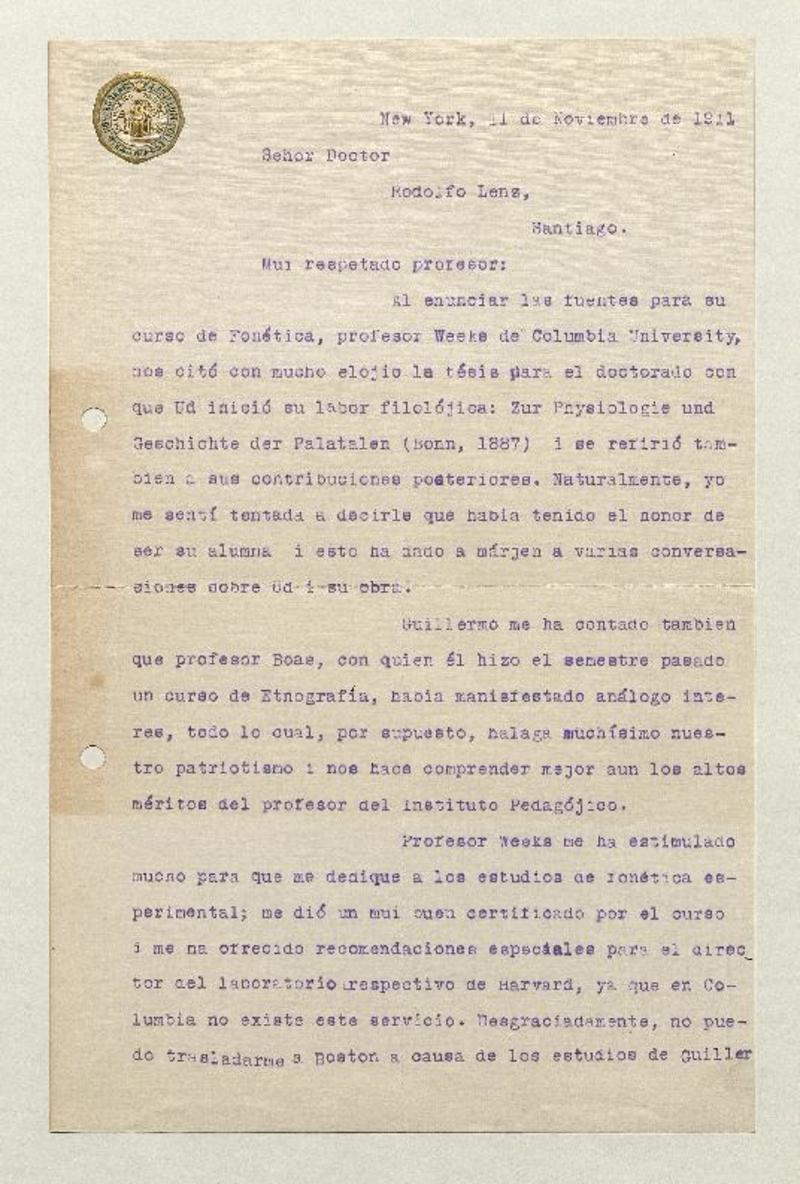 New York, 11 de Noviembre de 1911
Señor Doctor
Rodolfo Lenz,
Santiago.
Mui respetado profesor:
Al enunciar las fuentes para su
curso de Fonética, profesor Weeks de Columbia University,
nos citó con mucho elojio la tésis para el doctorado con
que Ud inició su labor filolójica: Zur Physiologie und
Geschichte der Palatalen (Bonn, 1887) i se refirió tam-
bien a sus contribuciones posteriores. Naturalmente, yo
me sentí tentada a decirle que habia tenido el honor de
ser su alumna i esto ha dado a márjen a varias conversa-
siones sobre Ud i su obra.
Guillermo me ha contado tambien
que profesor Boas, con quien él hizo el semestre pasado
un curso de Etnografía, habia manisfestado análogo inte-
res, todo lo cual, por supuesto, halaga muchísimo nues-
tro patriotismo i nos hace comprender mejor aun los altos
méritos del profesor del Instituto Pedagójico.
Profesor Weeks me ha estimulado
mucho para que me dedique a los estudios de fonética es-
perimental; me dió un mui buen certificado por el curso
i me ha ofrecido recomendaciones especiales para el direc_
tor del laboratorio respectivo de Harvard, ya que en Co-
lumbia no existe este servicio. Desgraciadamente, no pue-
do trasladarme a Boston a causa de los estudios de Guiller